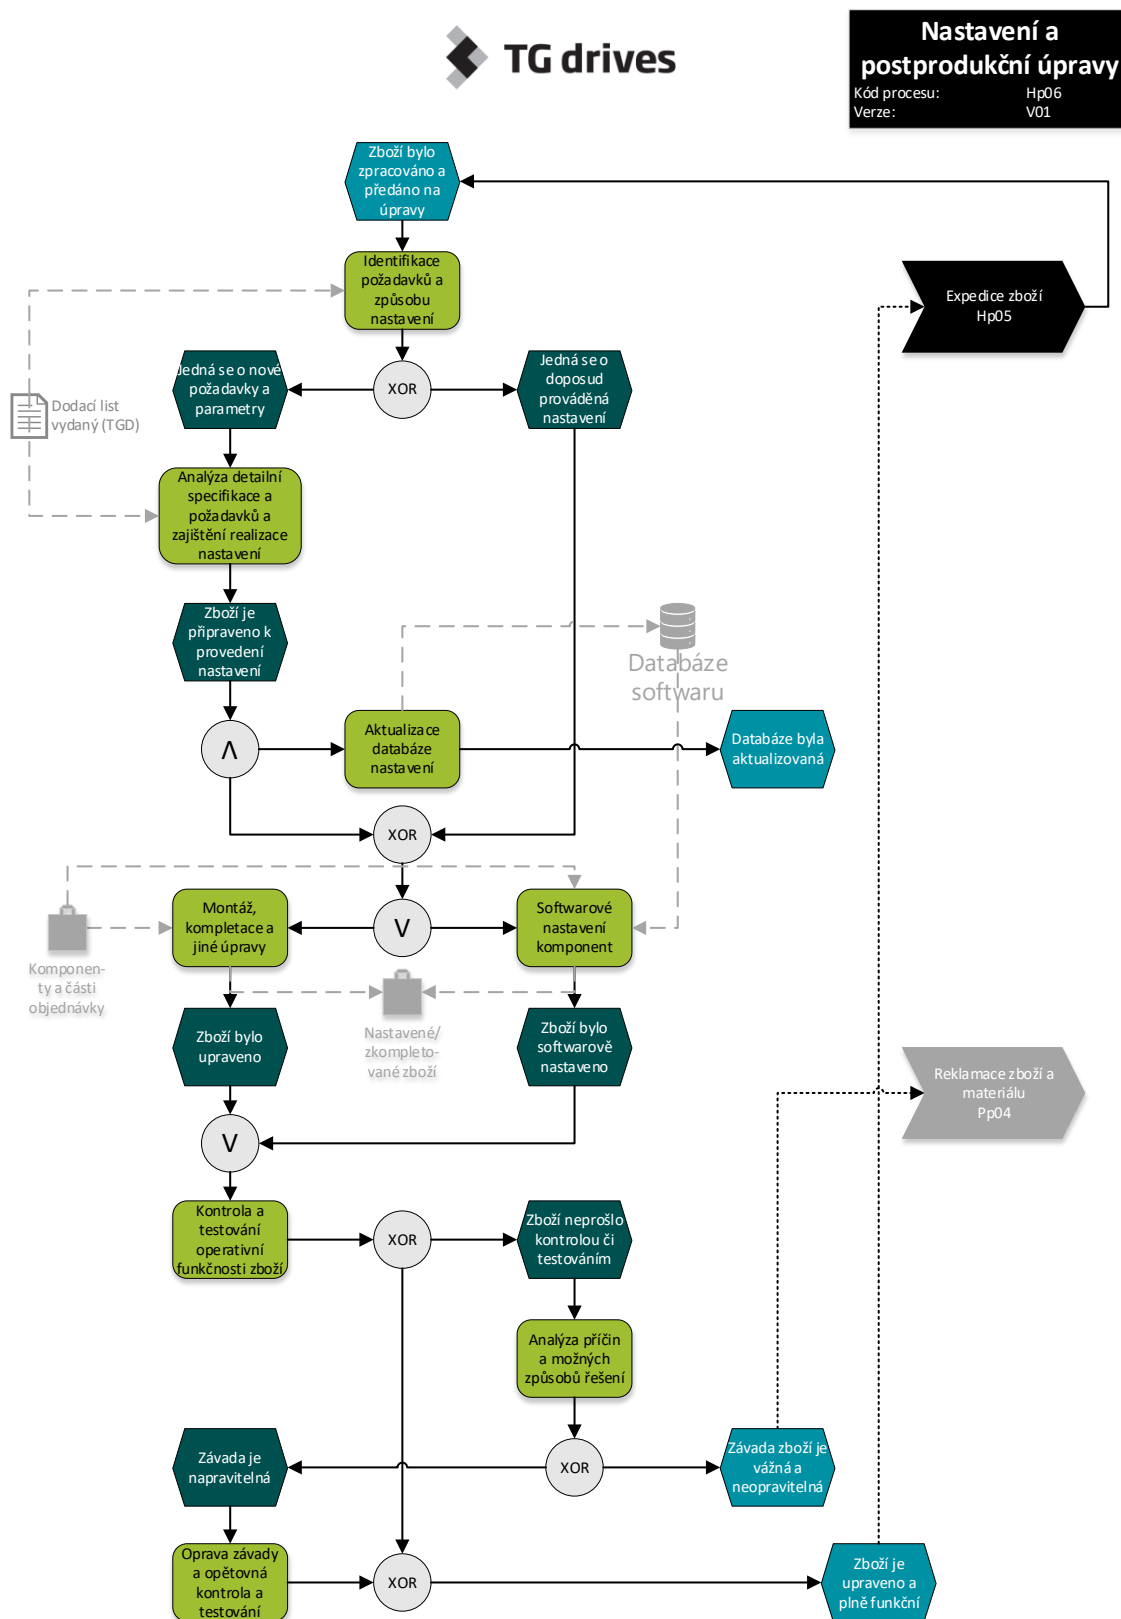 TG drives
Nastavení a
postprodukční úpravy
Kód procesu: Hp06
Verze: V01
Zboží bylo
zpracováno a
předáno na
úpravy
Identifikace
požadavků a
způsobu
nastavení
Expedice zboží
Hp05
XOR
Jedná se o nové
požadavky a
parametry
Jedná se o
doposud
prováděná
nastavení
Dodací list
vydaný (TGD)
Analýza detailní
specifikace a
požadavků a
zajištění realizace
nastavení
Zboží je
připraveno k
provedení
nastavení
Databáze
softwaru
Λ
Aktualizace
databáze
nastavení
Databáze byla
aktualizovaná
XOR
Montáž,
kompletace a
jiné úpravy
V
Softwarové
nastavení
komponent
Komponen-
ty a části
objednávky
Nastavené/
zkompleto-
vané zboží
Zboží bylo
upraveno
Zboží bylo
softwarově
nastaveno
Reklamace zboží a
materiálu
Pp04
V
Kontrola a
testování
operativní
funkčnosti zboží
XOR
Zboží neprošlo
kontrolou či
testováním
Analýza příčin
a možných
způsobů řešení
Závada je
napravitelná
XOR
Závada zboží je
vážná a
neopravitelná
Oprava závady
a opětovná
kontrola a
testování
XOR
Zboží je
upraveno a
plně funkční